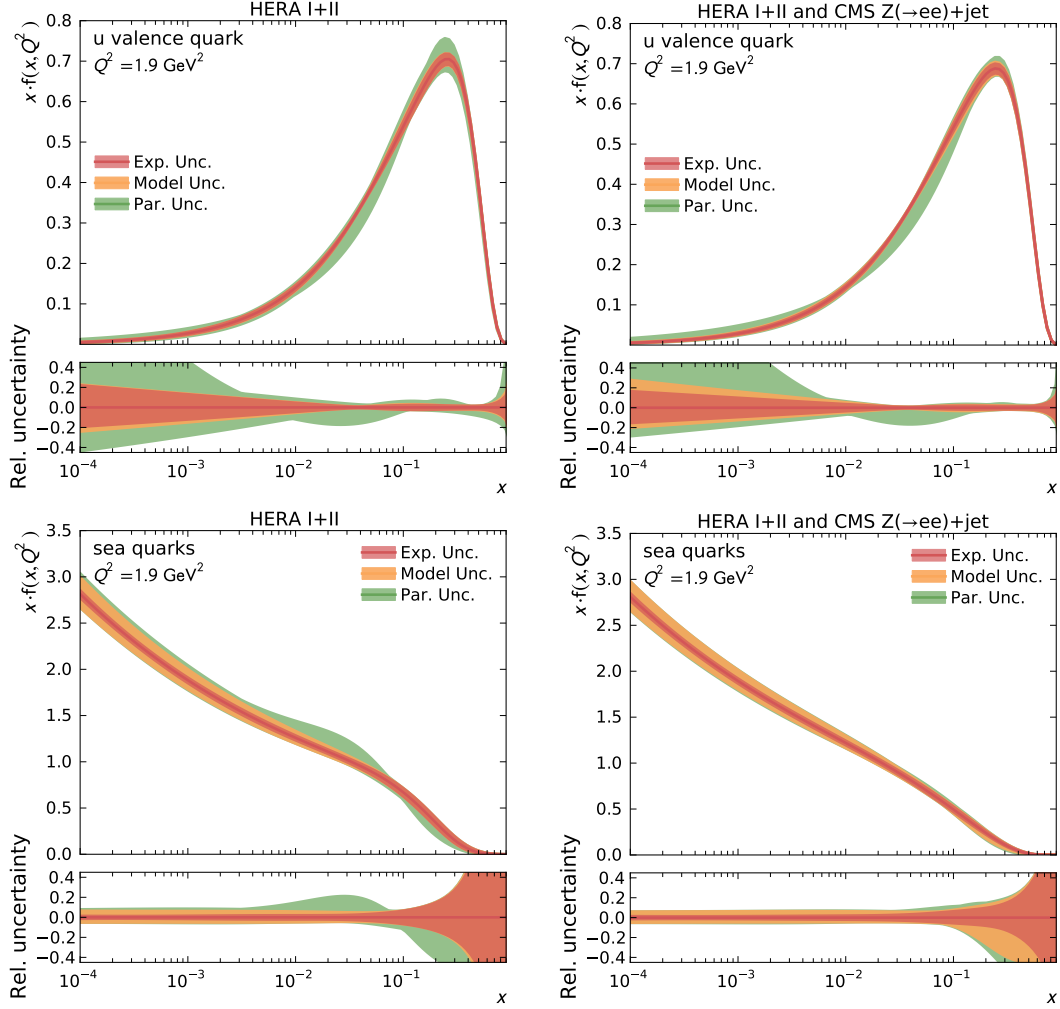 HERA I+II
u valence quark
Q² = 1.9 GeV²
x·f(x,Q²)
0.8
0.7
0.6
0.5
0.4
0.3
0.2
0.1
Exp. Unc.
Model Unc.
Par. Unc.
Rel. uncertainty
0.4
0.2
0.0
−0.2
−0.4
10⁻⁴ 10⁻³ 10⁻² 10⁻¹
x
HERA I+II and CMS Z(→ee)+jet
u valence quark
Q² = 1.9 GeV²
x·f(x,Q²)
0.8
0.7
0.6
0.5
0.4
0.3
0.2
0.1
Exp. Unc.
Model Unc.
Par. Unc.
Rel. uncertainty
0.4
0.2
0.0
−0.2
−0.4
10⁻⁴ 10⁻³ 10⁻² 10⁻¹
x
HERA I+II
sea quarks
Q² = 1.9 GeV²
x·f(x,Q²)
3.5
3.0
2.5
2.0
1.5
1.0
0.5
0.0
Exp. Unc.
Model Unc.
Par. Unc.
Rel. uncertainty
0.4
0.2
0.0
−0.2
−0.4
10⁻⁴ 10⁻³ 10⁻² 10⁻¹
x
HERA I+II and CMS Z(→ee)+jet
sea quarks
Q² = 1.9 GeV²
x·f(x,Q²)
3.5
3.0
2.5
2.0
1.5
1.0
0.5
0.0
Exp. Unc.
Model Unc.
Par. Unc.
Rel. uncertainty
0.4
0.2
0.0
−0.2
−0.4
10⁻⁴ 10⁻³ 10⁻² 10⁻¹
x